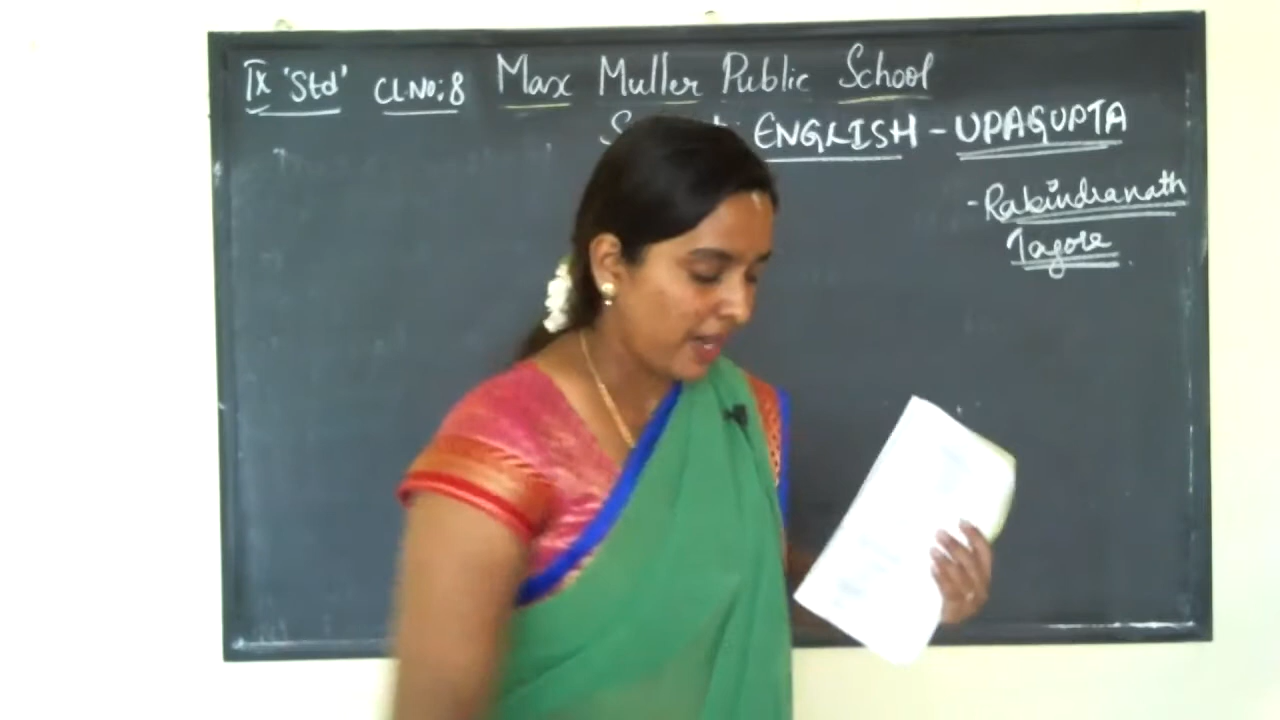 IX 'Std' Cl.No:8 Max Muller Public School
ENGLISH - UPAGUPTA
- Rabindranath
Tagore